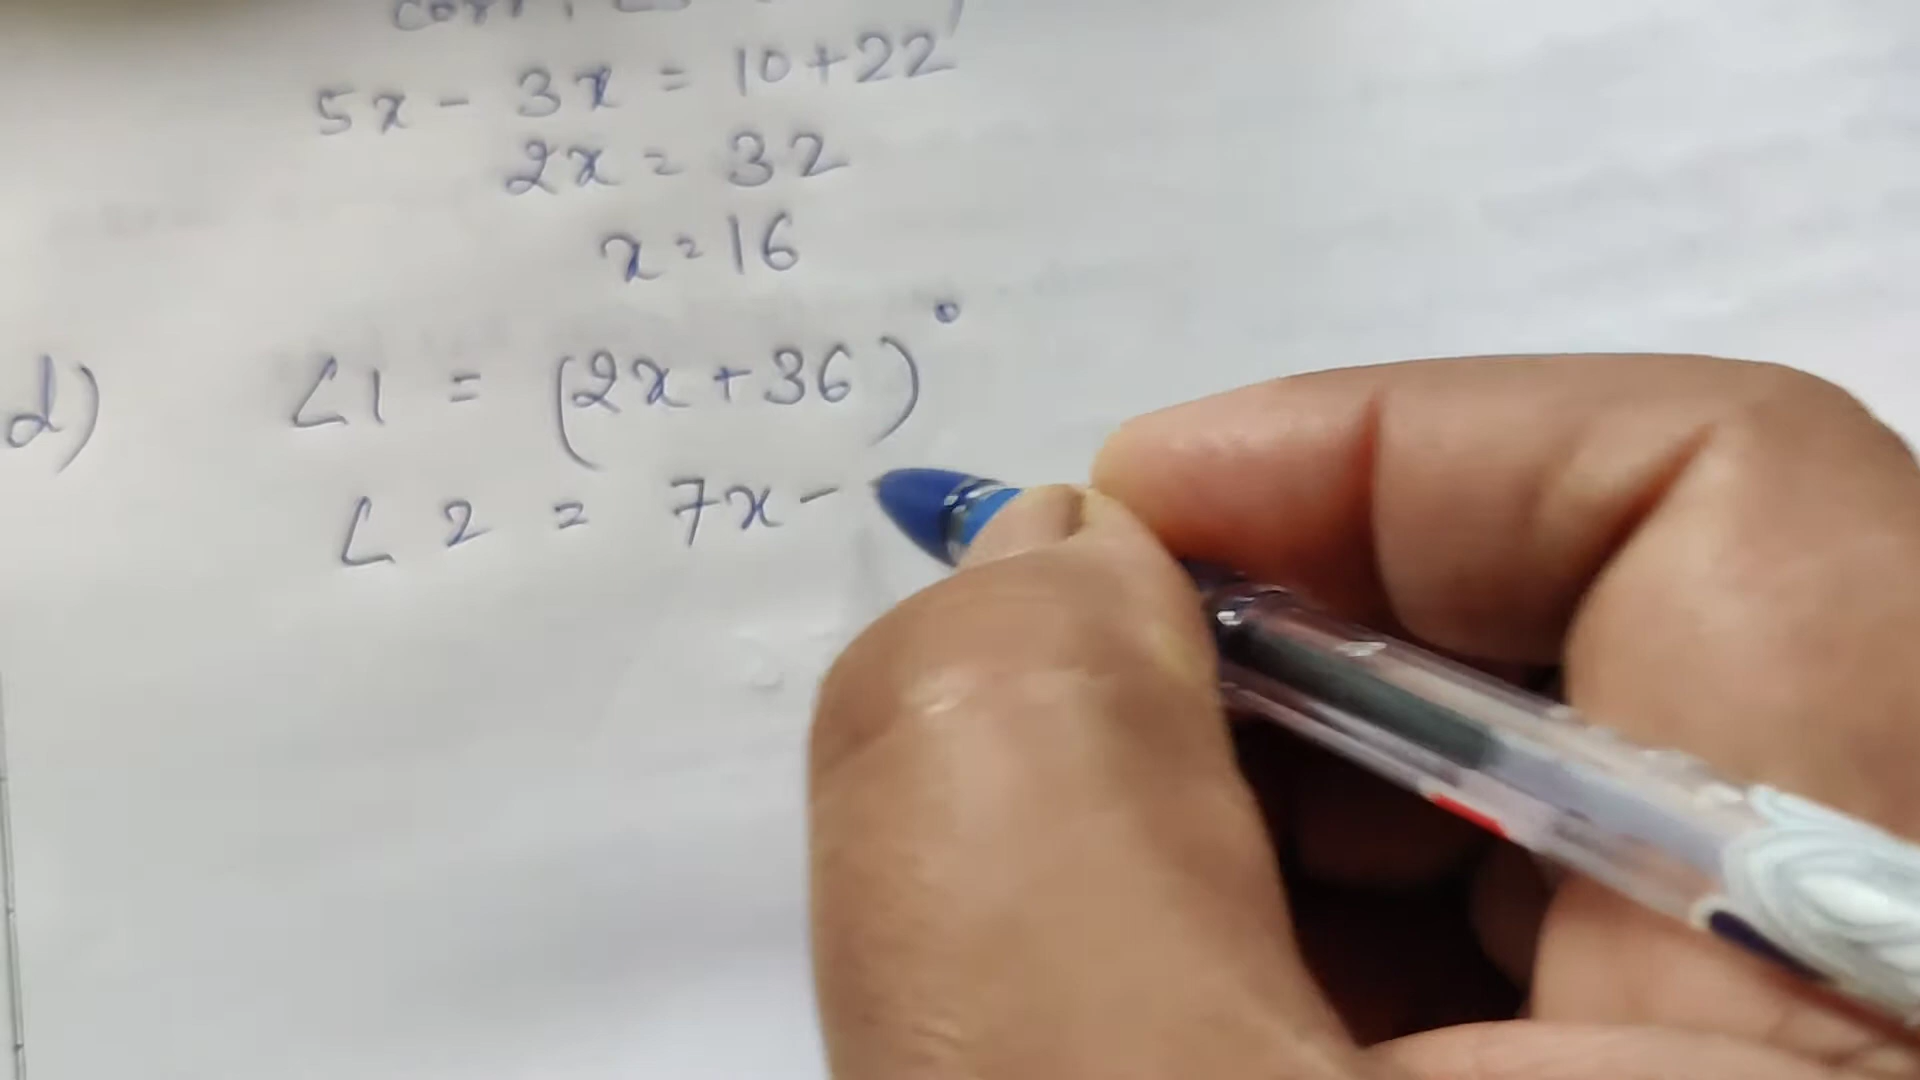 5x - 3x = 10+22
2x = 32
x = 16
d) ∠1 = (2x+36)°
∠2 = 7x -